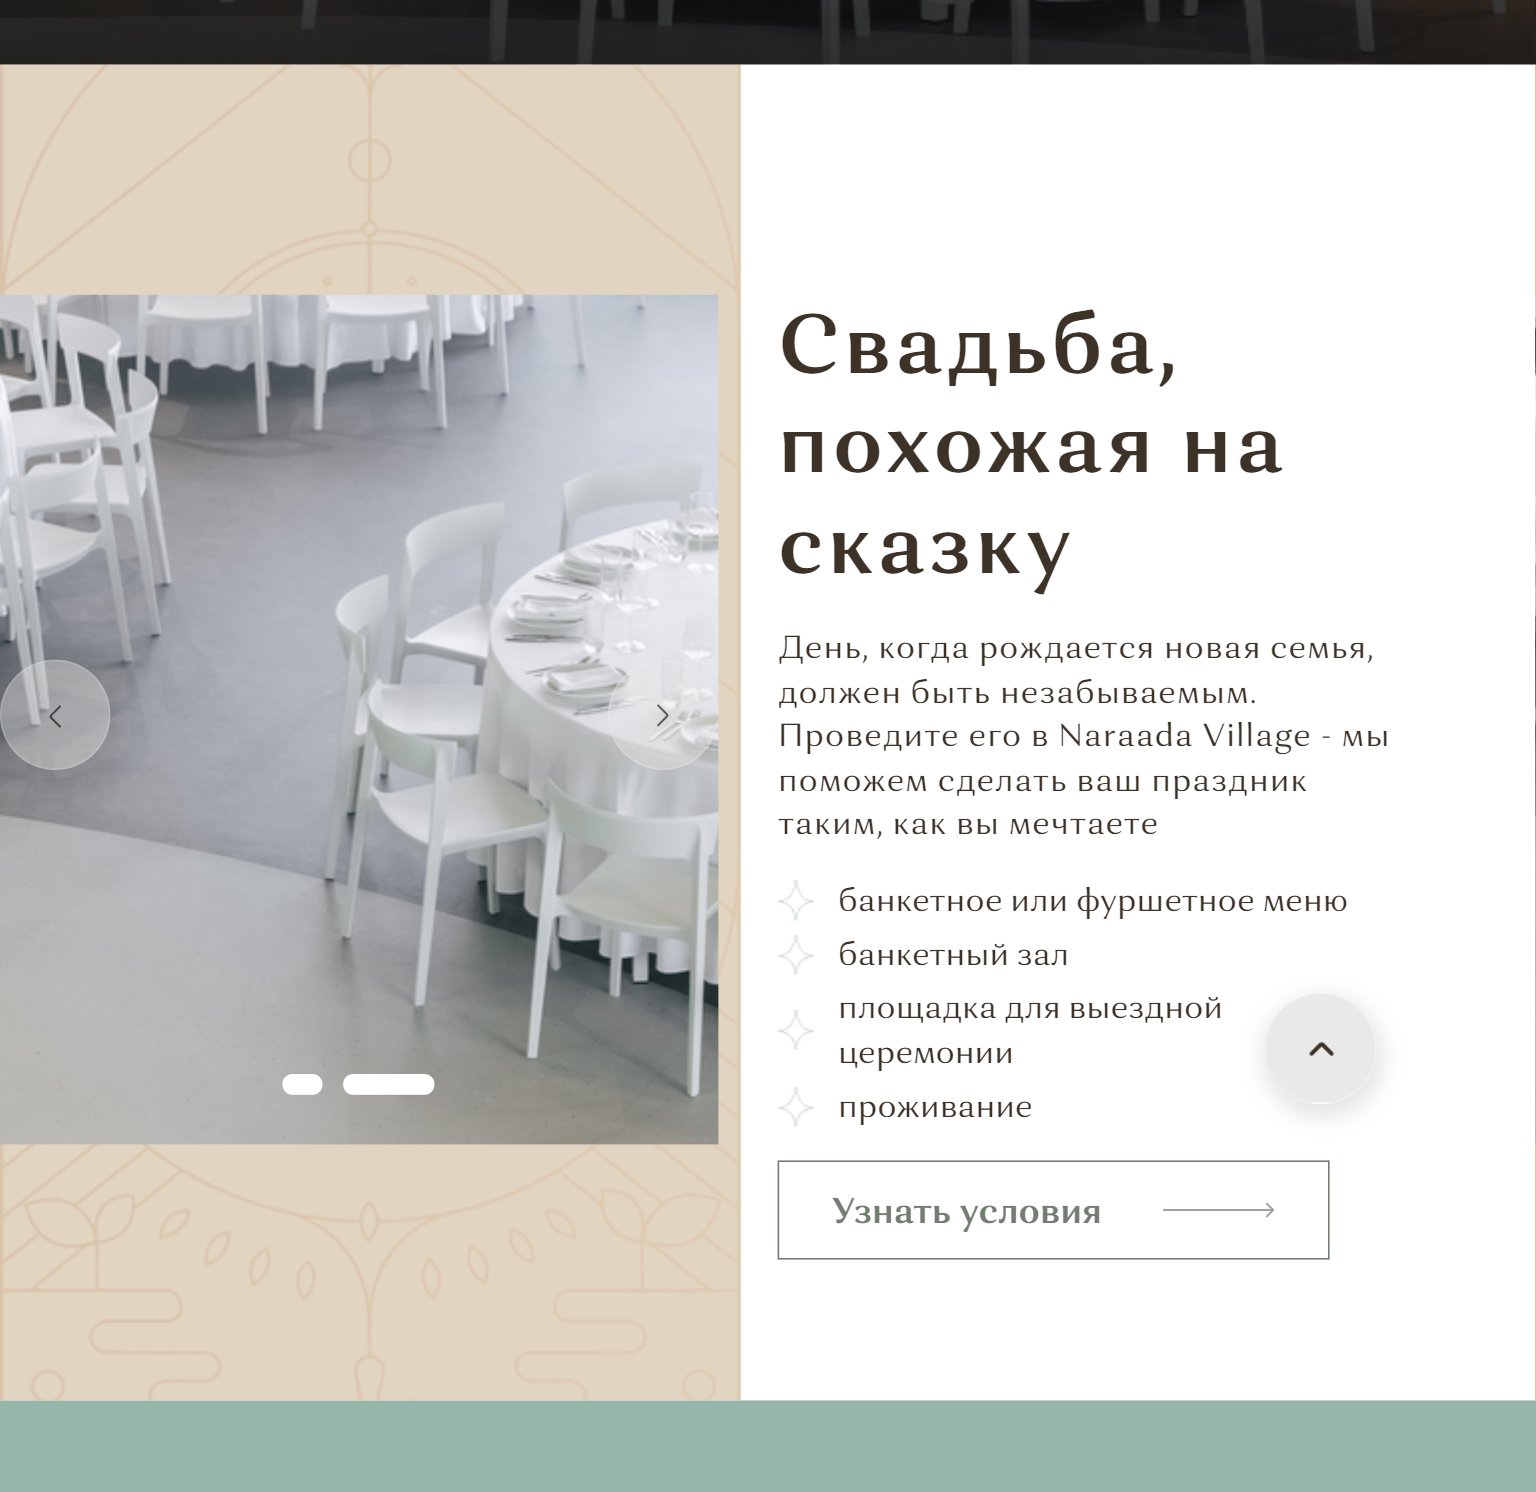 Свадьба,
похожая на
сказку
День, когда рождается новая семья,
должен быть незабываемым.
Проведите его в Naraada Village - мы
поможем сделать ваш праздник
таким, как вы мечтаете
банкетное или фуршетное меню
банкетный зал
площадка для выездной
церемонии
проживание
Узнать условия